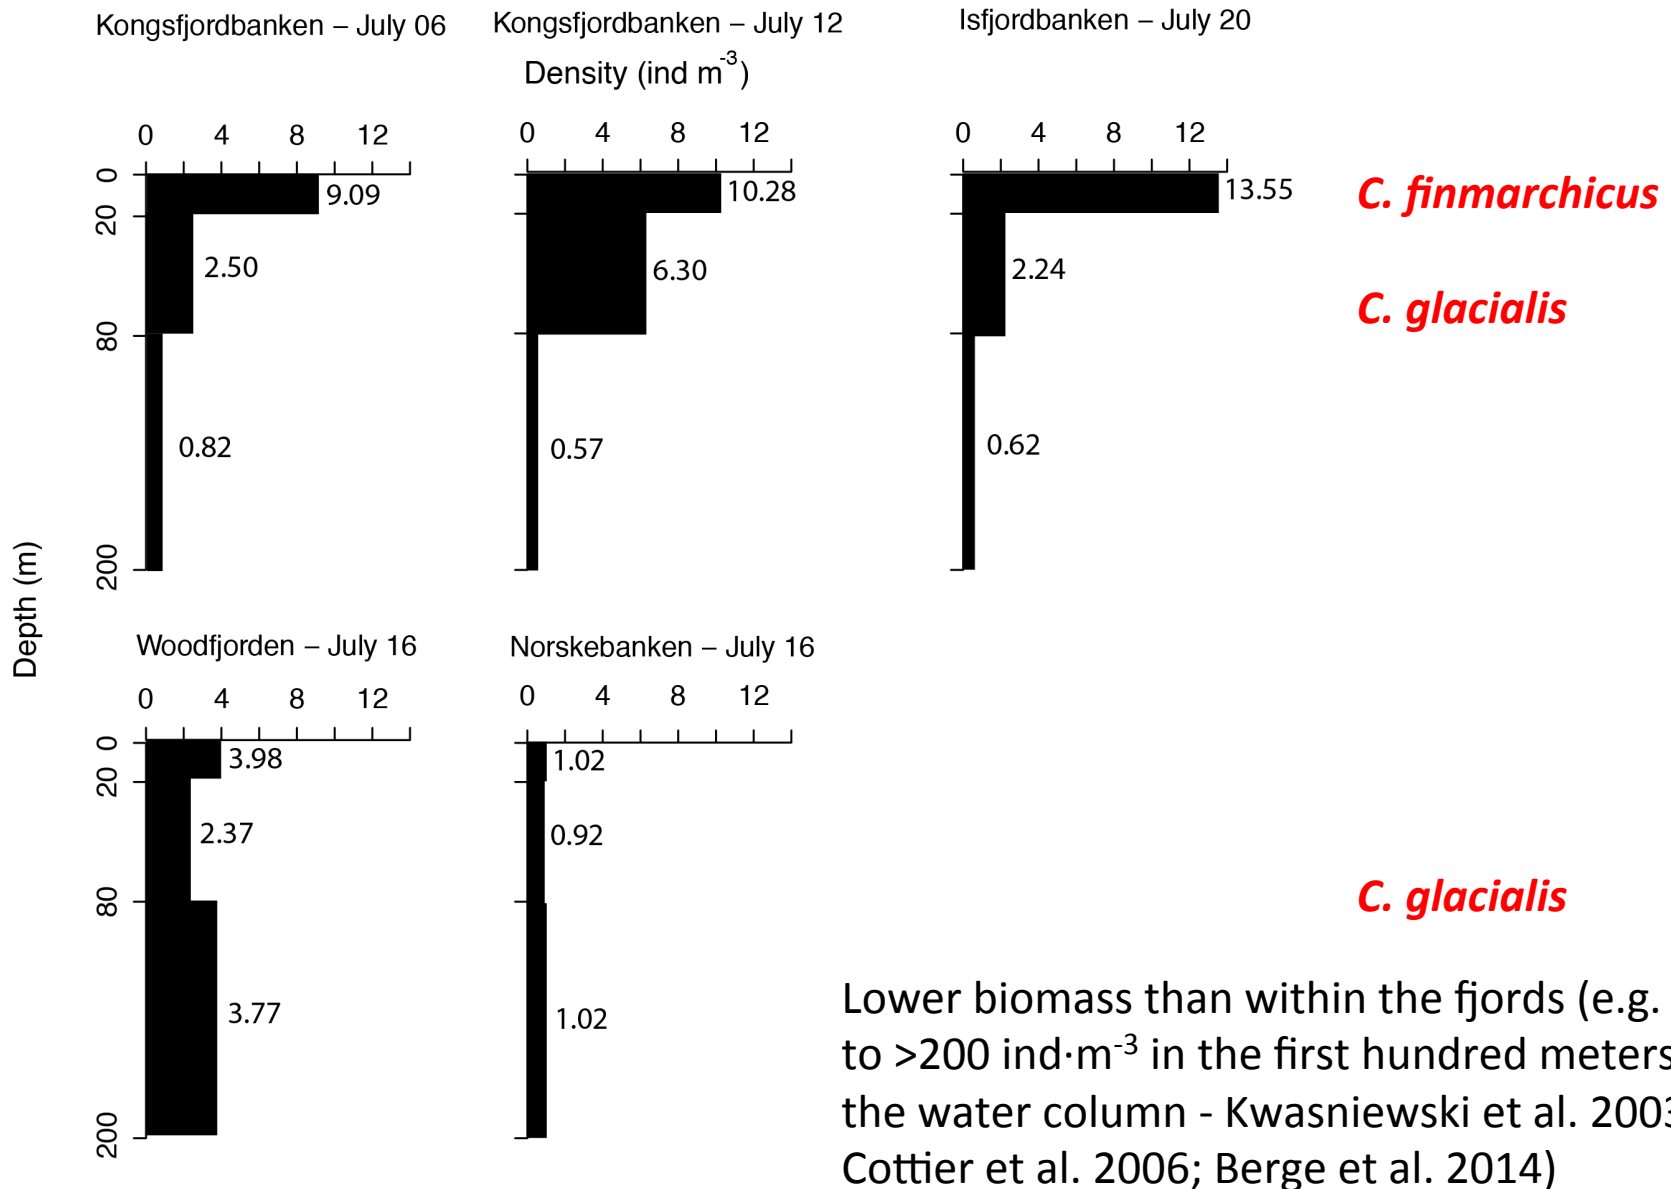 Kongsfjordbanken – July 06
Kongsfjordbanken – July 12
Isfjordbanken – July 20
Density (ind m-3)
0 4 8 12
0 4 8 12
0 4 8 12
0
20
80
200
9.09
2.50
0.82
10.28
6.30
0.57
13.55
2.24
0.62
C. finmarchicus
C. glacialis
Depth (m)
Woodfjorden – July 16
Norskebanken – July 16
0 4 8 12
0 4 8 12
0
20
80
200
3.98
2.37
3.77
1.02
0.92
1.02
C. glacialis
Lower biomass than within the fjords (e.g.
to >200 ind·m-3 in the first hundred meters
the water column - Kwasniewski et al. 2003
Cottier et al. 2006; Berge et al. 2014)